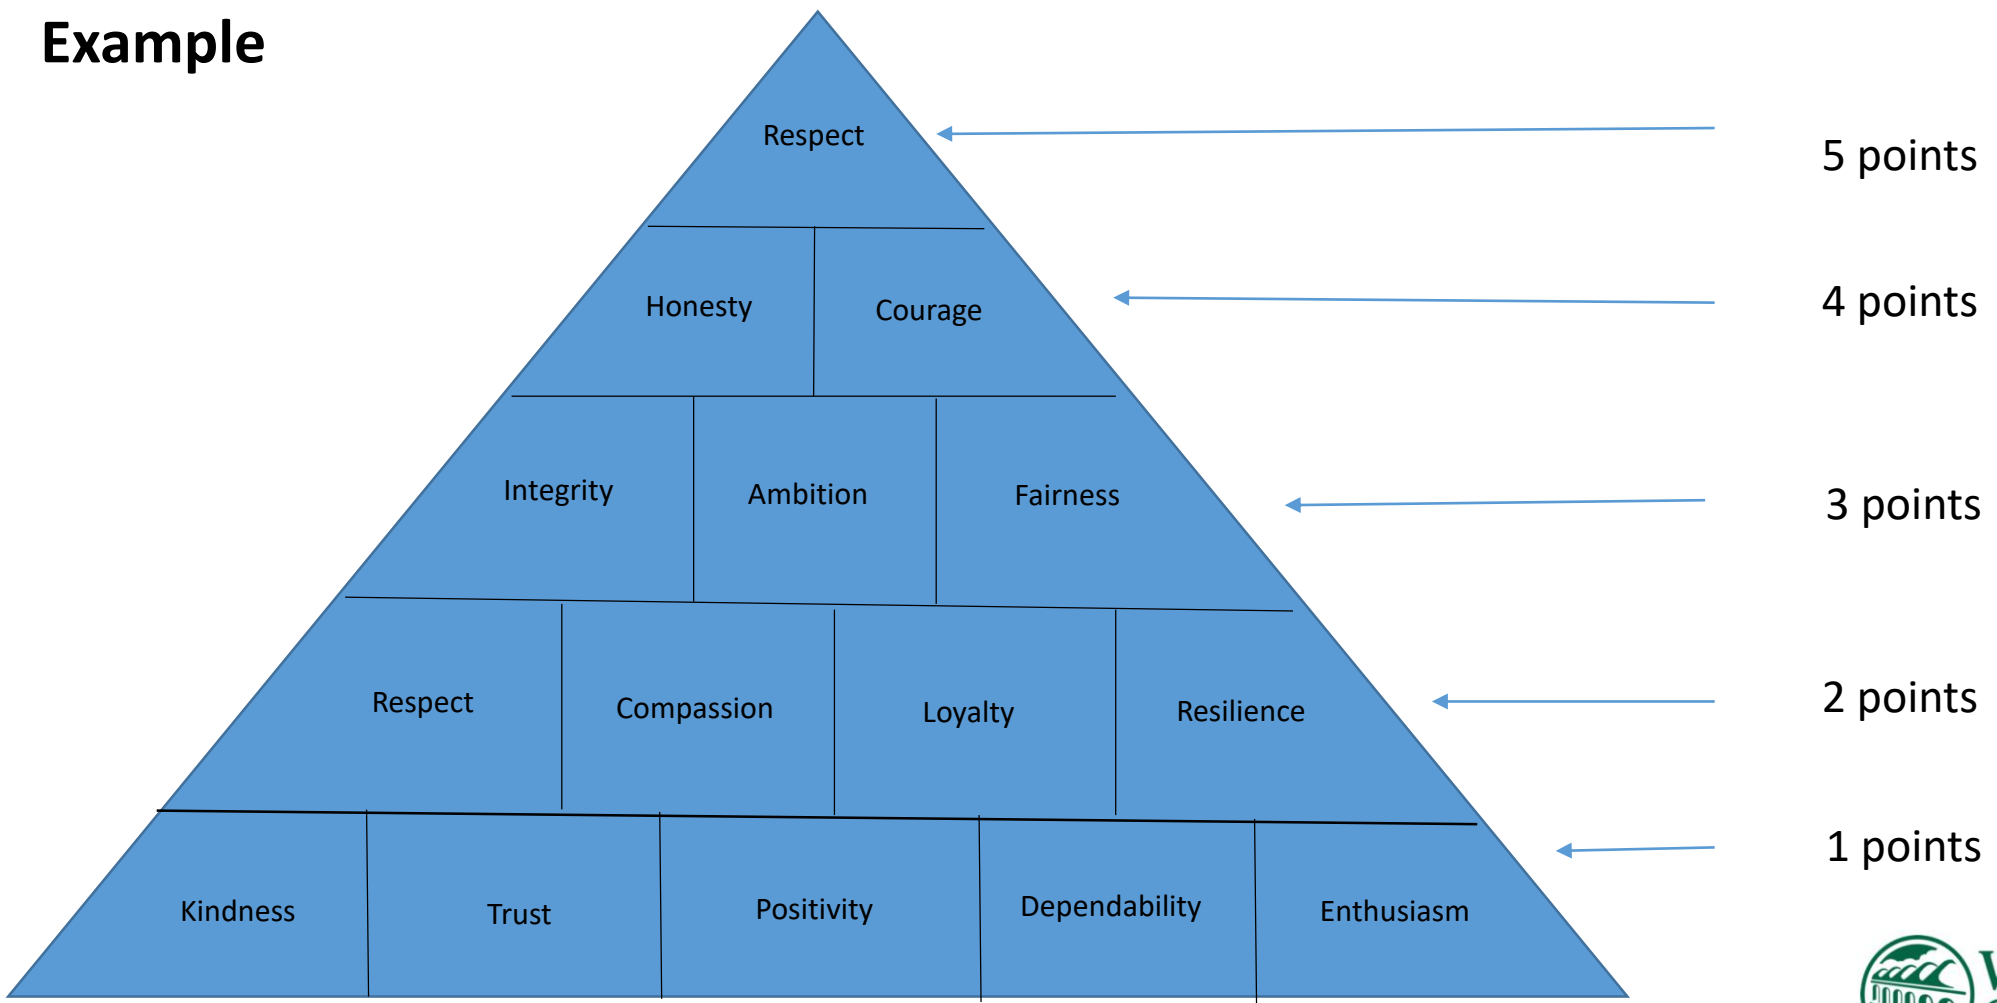 Example
Respect
5 points
Honesty
Courage
4 points
Integrity
Ambition
Fairness
3 points
Respect
Compassion
Loyalty
Resilience
2 points
1 points
Kindness
Trust
Positivity
Dependability
Enthusiasm